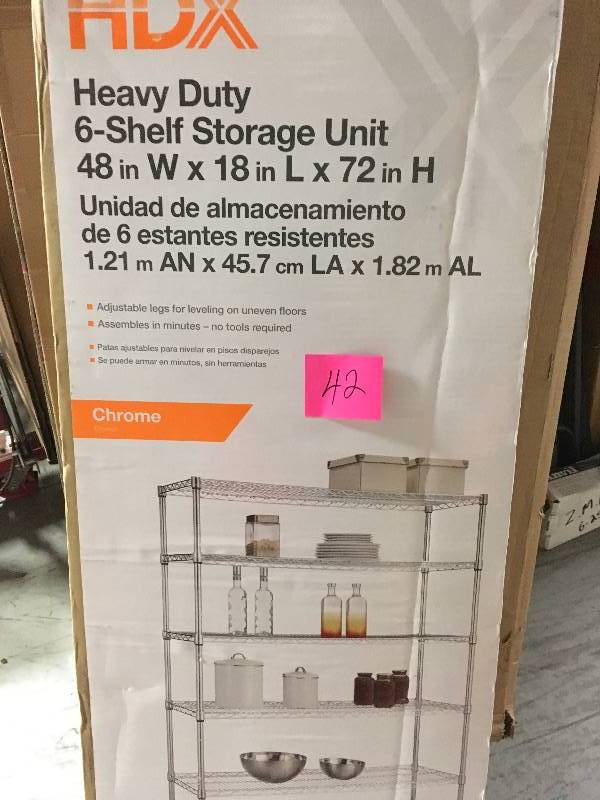 HDX
Heavy Duty
6-Shelf Storage Unit
48 in W x 18 in L x 72 in H
Unidad de almacenamiento
de 6 estantes resistentes
1.21 m AN x 45.7 cm LA x 1.82 m AL
Adjustable legs for leveling on uneven floors
Assembles in minutes – no tools required
Patas ajustables para nivelar en pisos disparejos
Se puede armar en minutos, sin herramientas
42
Chrome